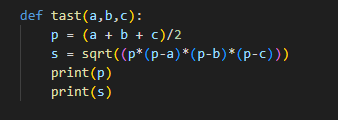 def tast(a,b,c):
    p = (a + b + c)/2
    s = sqrt((p*(p-a)*(p-b)*(p-c)))
    print(p)
    print(s)